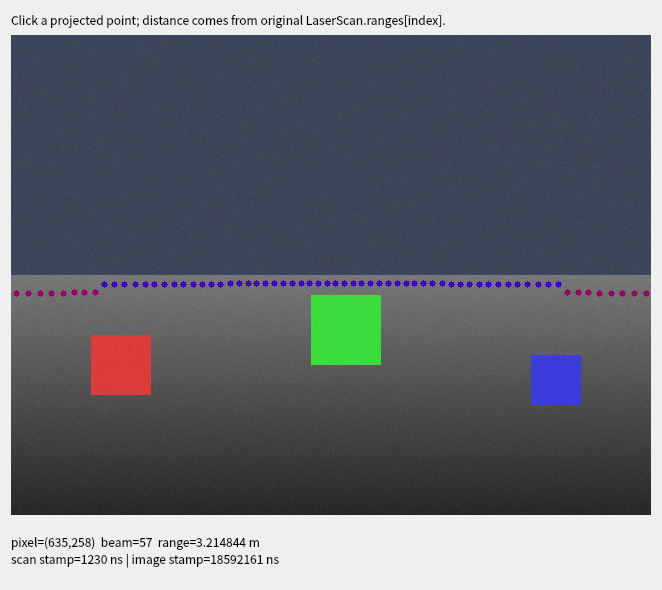 Click a projected point; distance comes from original LaserScan.ranges[index].
pixel=(635,258) beam=57 range=3.214844 m
scan stamp=1230 ns | image stamp=18592161 ns